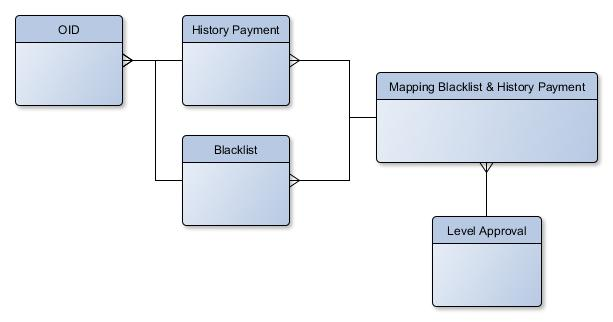 OID
History Payment
Mapping Blacklist & History Payment
Blacklist
Level Approval